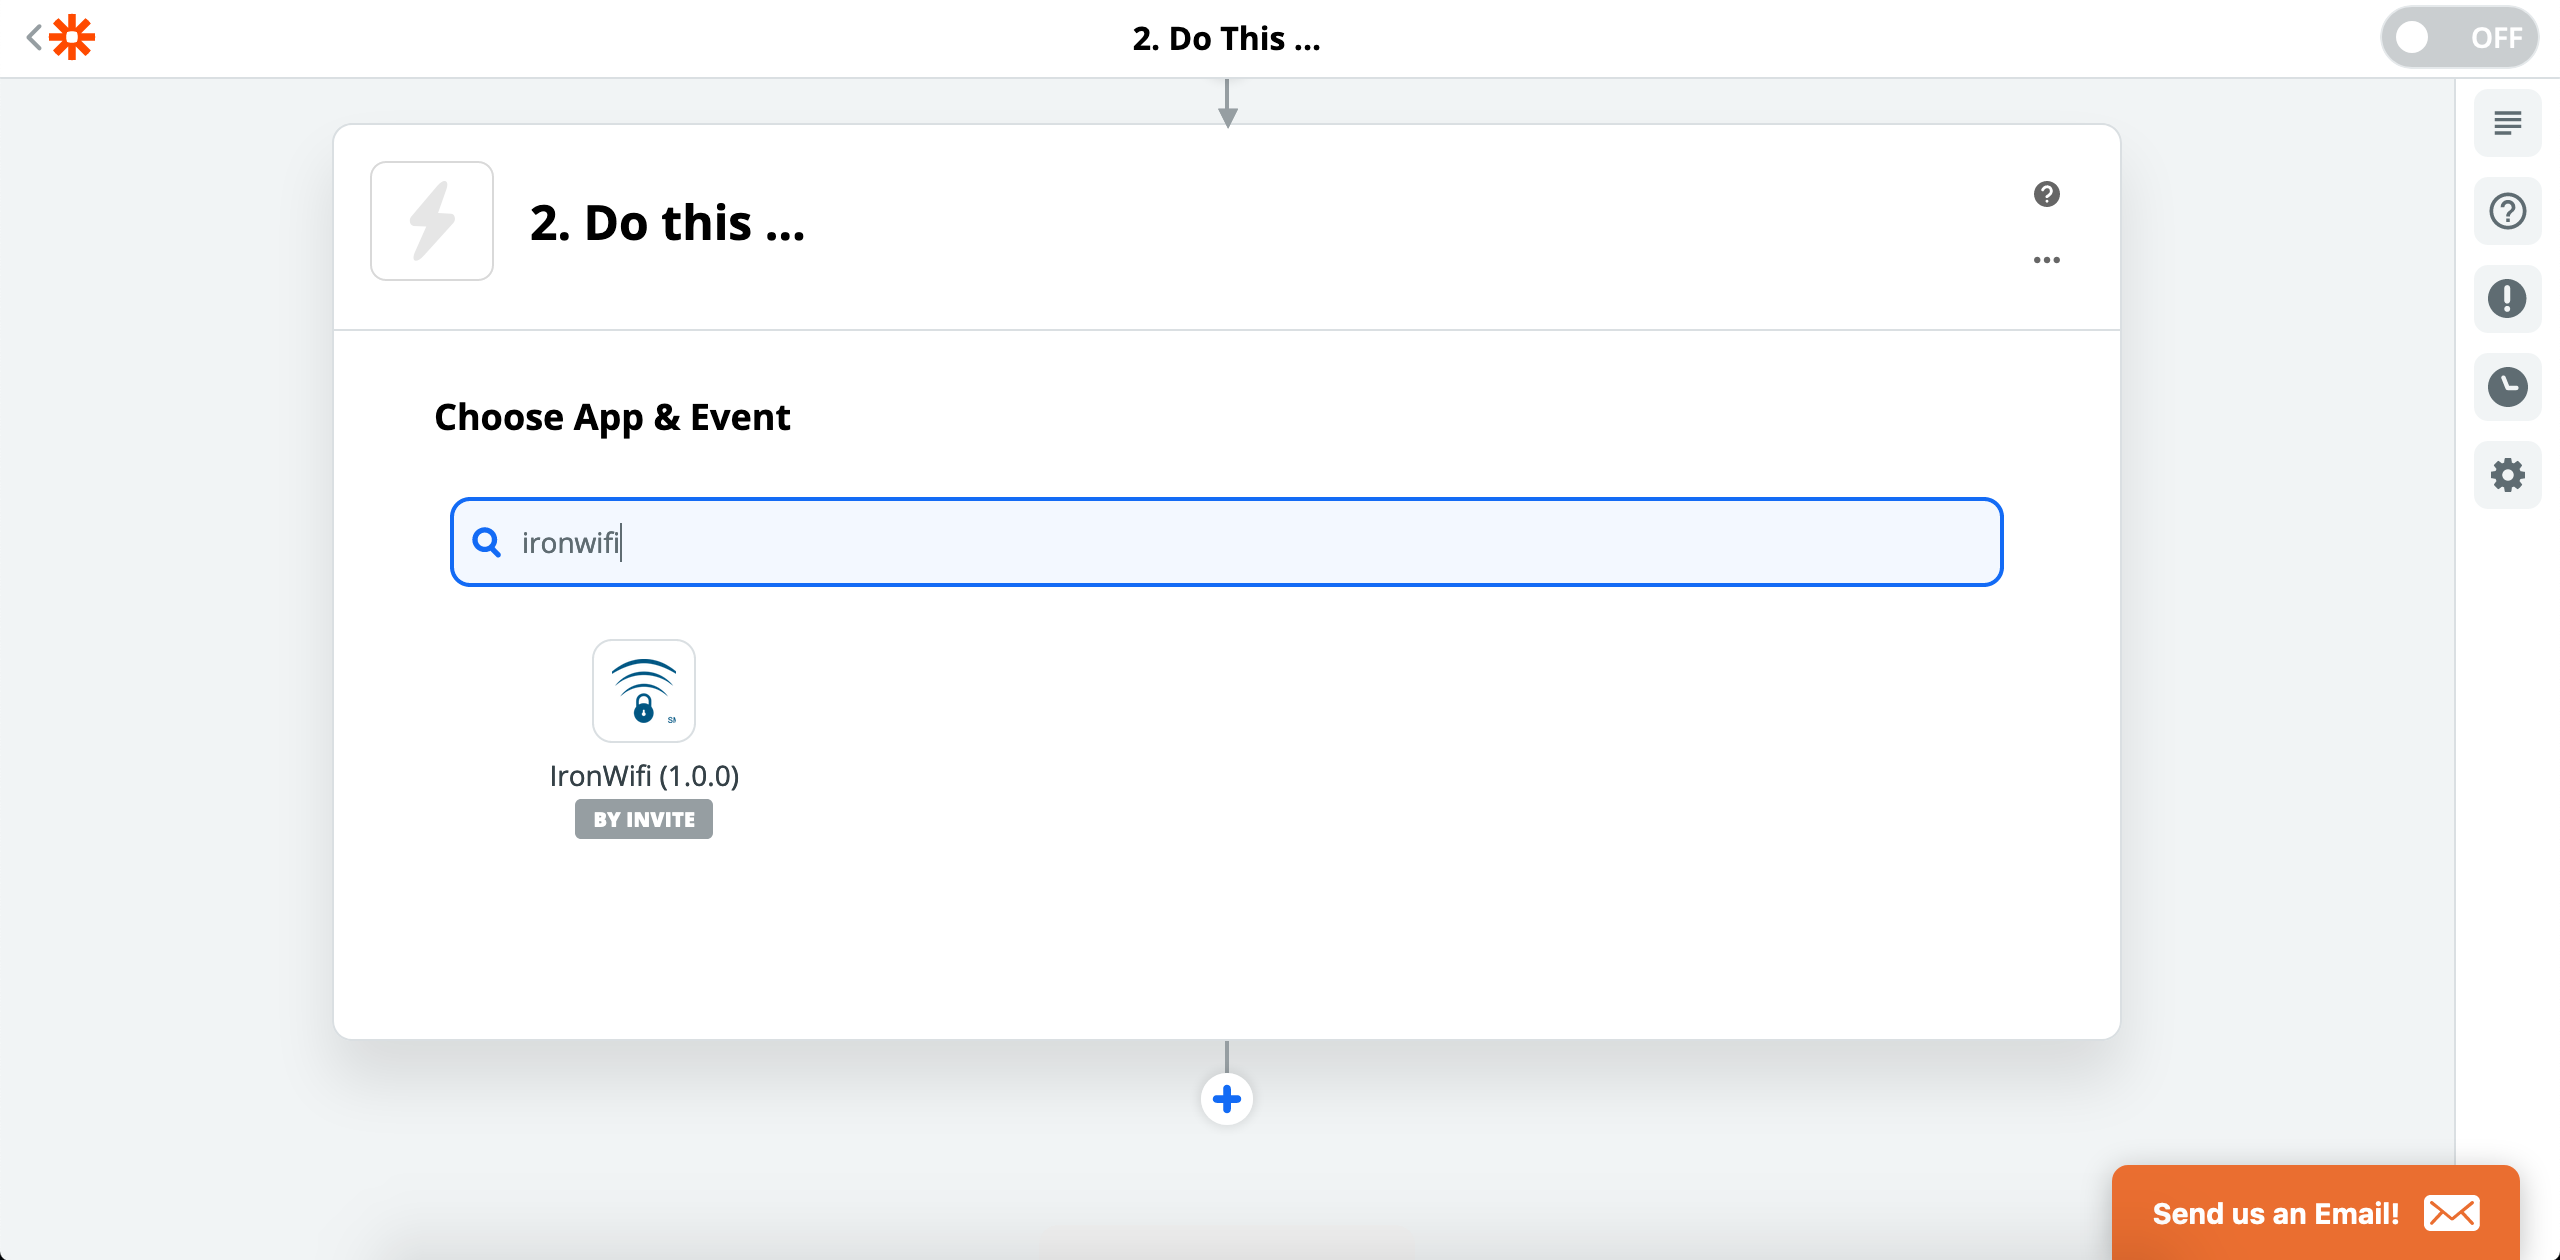 2. Do This ...
OFF
2. Do this ...
Choose App & Event
ironwifi
SM
IronWifi (1.0.0)
BY INVITE
Send us an Email!